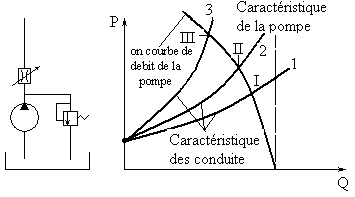 Caractéristique
de la pompe
P
3
III
on courbe de
debit de la
pompe
II
2
I
1
Caractéristique
des conduite
Q